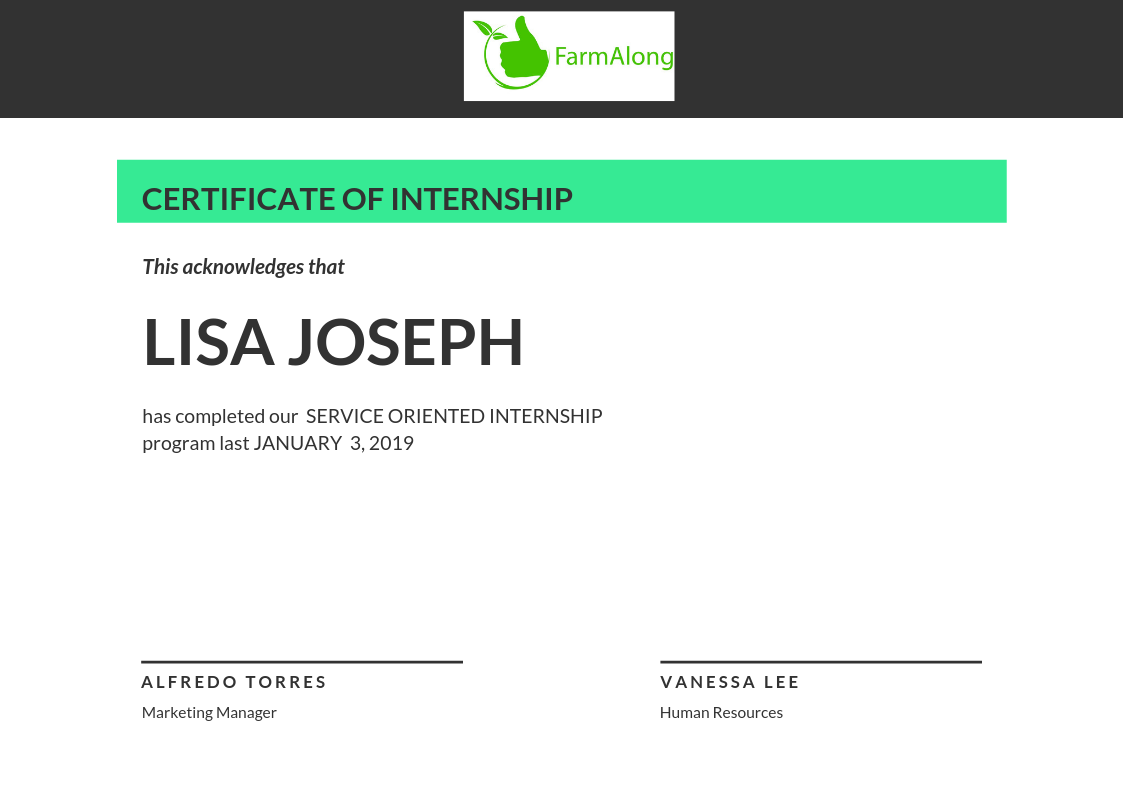 FarmAlong
CERTIFICATE OF INTERNSHIP
This acknowledges that
LISA JOSEPH
has completed our SERVICE ORIENTED INTERNSHIP
program last JANUARY 3, 2019
ALFREDO TORRES
Marketing Manager
VANESSA LEE
Human Resources